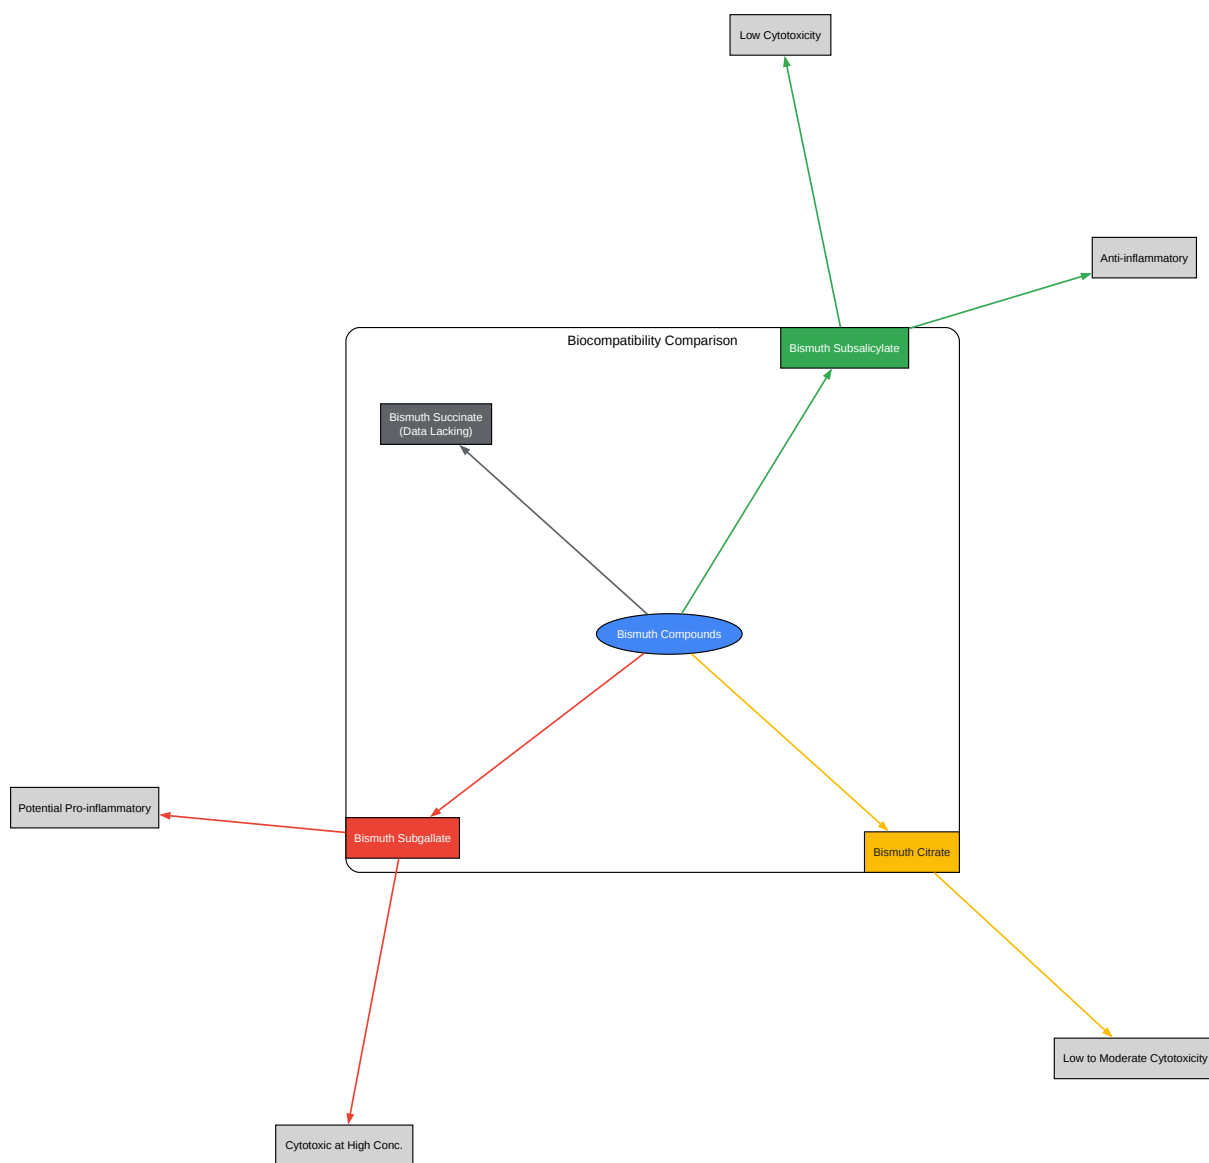 Low Cytotoxicity
Anti-inflammatory
Biocompatibility Comparison
Bismuth Subsalicylate
Bismuth Succinate
(Data Lacking)
Bismuth Compounds
Potential Pro-inflammatory
Bismuth Subgallate
Bismuth Citrate
Low to Moderate Cytotoxicity
Cytotoxic at High Conc.